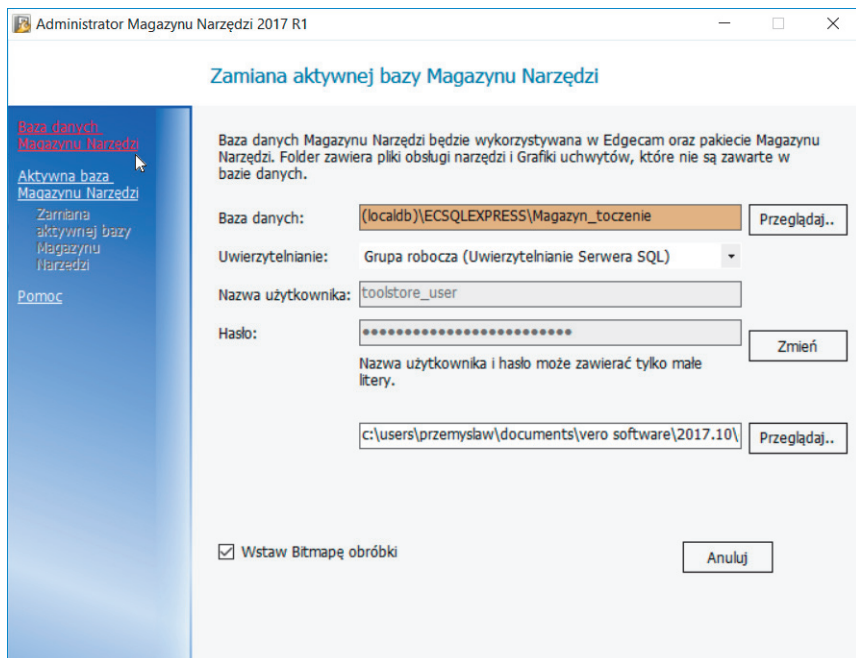 Administrator Magazynu Narzędzi 2017 R1
Zamiana aktywnej bazy Magazynu Narzędzi
Baza danych
Magazynu Narzędzi
Aktywna baza
Magazynu Narzędzi
Zamiana
aktywnej bazy
Magazynu
Narzedzi
Pomoc
Baza danych Magazynu Narzędzi będzie wykorzystywana w Edgecam oraz pakiecie Magazynu
Narzędzi. Folder zawiera pliki obsługi narzędzi i Grafiki uchwytów, które nie są zawarte w
bazie danych.
Baza danych: (localdb)\ECSQLEXPRESS\Magazyn_toczenie Przeglądaj..
Uwierzytelnianie: Grupa robocza (Uwierzytelnianie Serwera SQL)
Nazwa użytkownika: toolstore_user
Hasło: •••••••••••••••••••••••••
Zmień
Nazwa użytkownika i hasło może zawierać tylko małe
litery.
c:\users\przemyslaw\documents\vero software\2017.10\ Przeglądaj..
Wstaw Bitmapę obróbki Anuluj